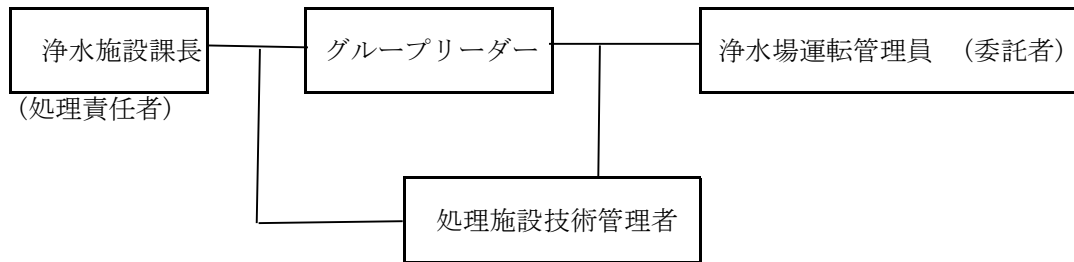 浄水施設課長
グループリーダー
浄水場運転管理員　（委託者）
（処理責任者）
処理施設技術管理者